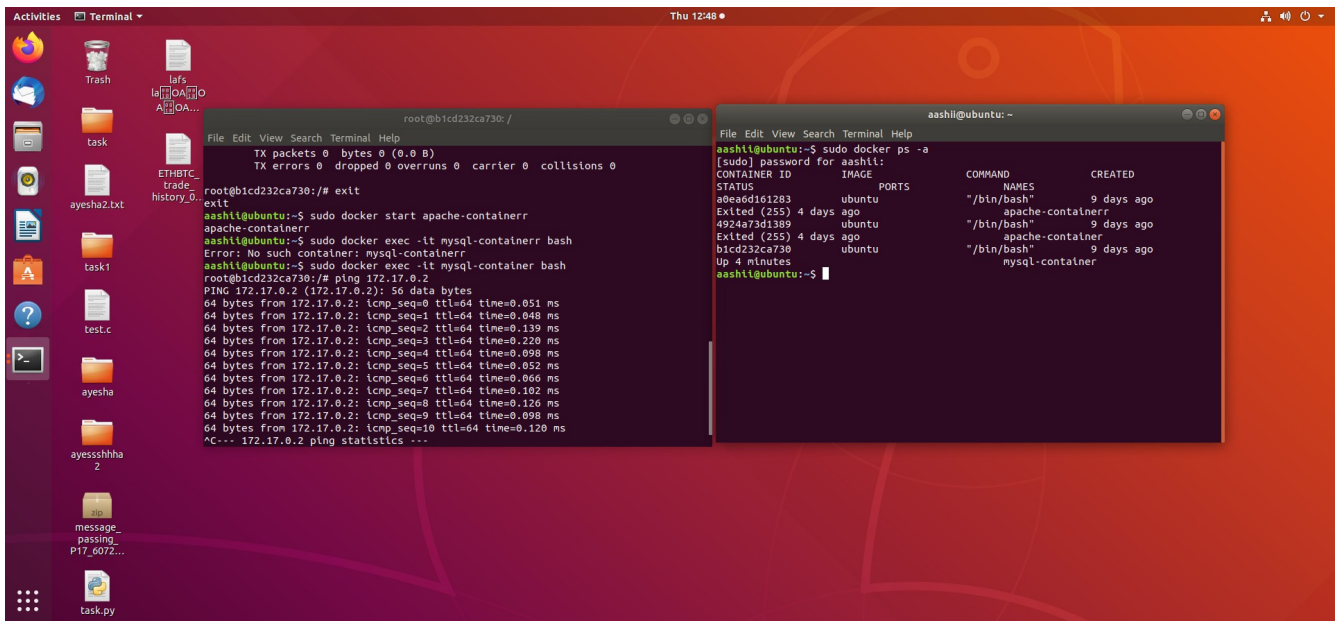 Activities
Terminal
Thu 12:48
Trash
lafs
task
ayesha2.txt
ETHBTC_
trade_
history_0...
task1
test.c
ayesha
ayessshhha
2
zip
message_
passing_
P17_6072...
task.py
root@b1cd232ca730: /
File Edit View Search Terminal Help
TX packets 0  bytes 0 (0.0 B)
TX errors 0  dropped 0 overruns 0  carrier 0  collisions 0
root@b1cd232ca730:/# exit
exit
aashii@ubuntu:~$ sudo docker start apache-containerr
apache-containerr
aashii@ubuntu:~$ sudo docker exec -it mysql-containerr bash
Error: No such container: mysql-containerr
aashii@ubuntu:~$ sudo docker exec -it mysql-container bash
root@b1cd232ca730:/# ping 172.17.0.2
PING 172.17.0.2 (172.17.0.2): 56 data bytes
64 bytes from 172.17.0.2: icmp_seq=0 ttl=64 time=0.051 ms
64 bytes from 172.17.0.2: icmp_seq=1 ttl=64 time=0.048 ms
64 bytes from 172.17.0.2: icmp_seq=2 ttl=64 time=0.139 ms
64 bytes from 172.17.0.2: icmp_seq=3 ttl=64 time=0.220 ms
64 bytes from 172.17.0.2: icmp_seq=4 ttl=64 time=0.098 ms
64 bytes from 172.17.0.2: icmp_seq=5 ttl=64 time=0.052 ms
64 bytes from 172.17.0.2: icmp_seq=6 ttl=64 time=0.066 ms
64 bytes from 172.17.0.2: icmp_seq=7 ttl=64 time=0.102 ms
64 bytes from 172.17.0.2: icmp_seq=8 ttl=64 time=0.126 ms
64 bytes from 172.17.0.2: icmp_seq=9 ttl=64 time=0.098 ms
64 bytes from 172.17.0.2: icmp_seq=10 ttl=64 time=0.120 ms
^C--- 172.17.0.2 ping statistics ---
aashii@ubuntu: ~
File Edit View Search Terminal Help
aashii@ubuntu:~$ sudo docker ps -a
[sudo] password for aashii:
CONTAINER ID IMAGE COMMAND CREATED
STATUS PORTS NAMES
a0ea6d161283 ubuntu "/bin/bash" 9 days ago
Exited (255) 4 days ago apache-containerr
4924a73d1389 ubuntu "/bin/bash" 9 days ago
Exited (255) 4 days ago apache-container
b1cd232ca730 ubuntu "/bin/bash" 9 days ago
Up 4 minutes mysql-container
aashii@ubuntu:~$